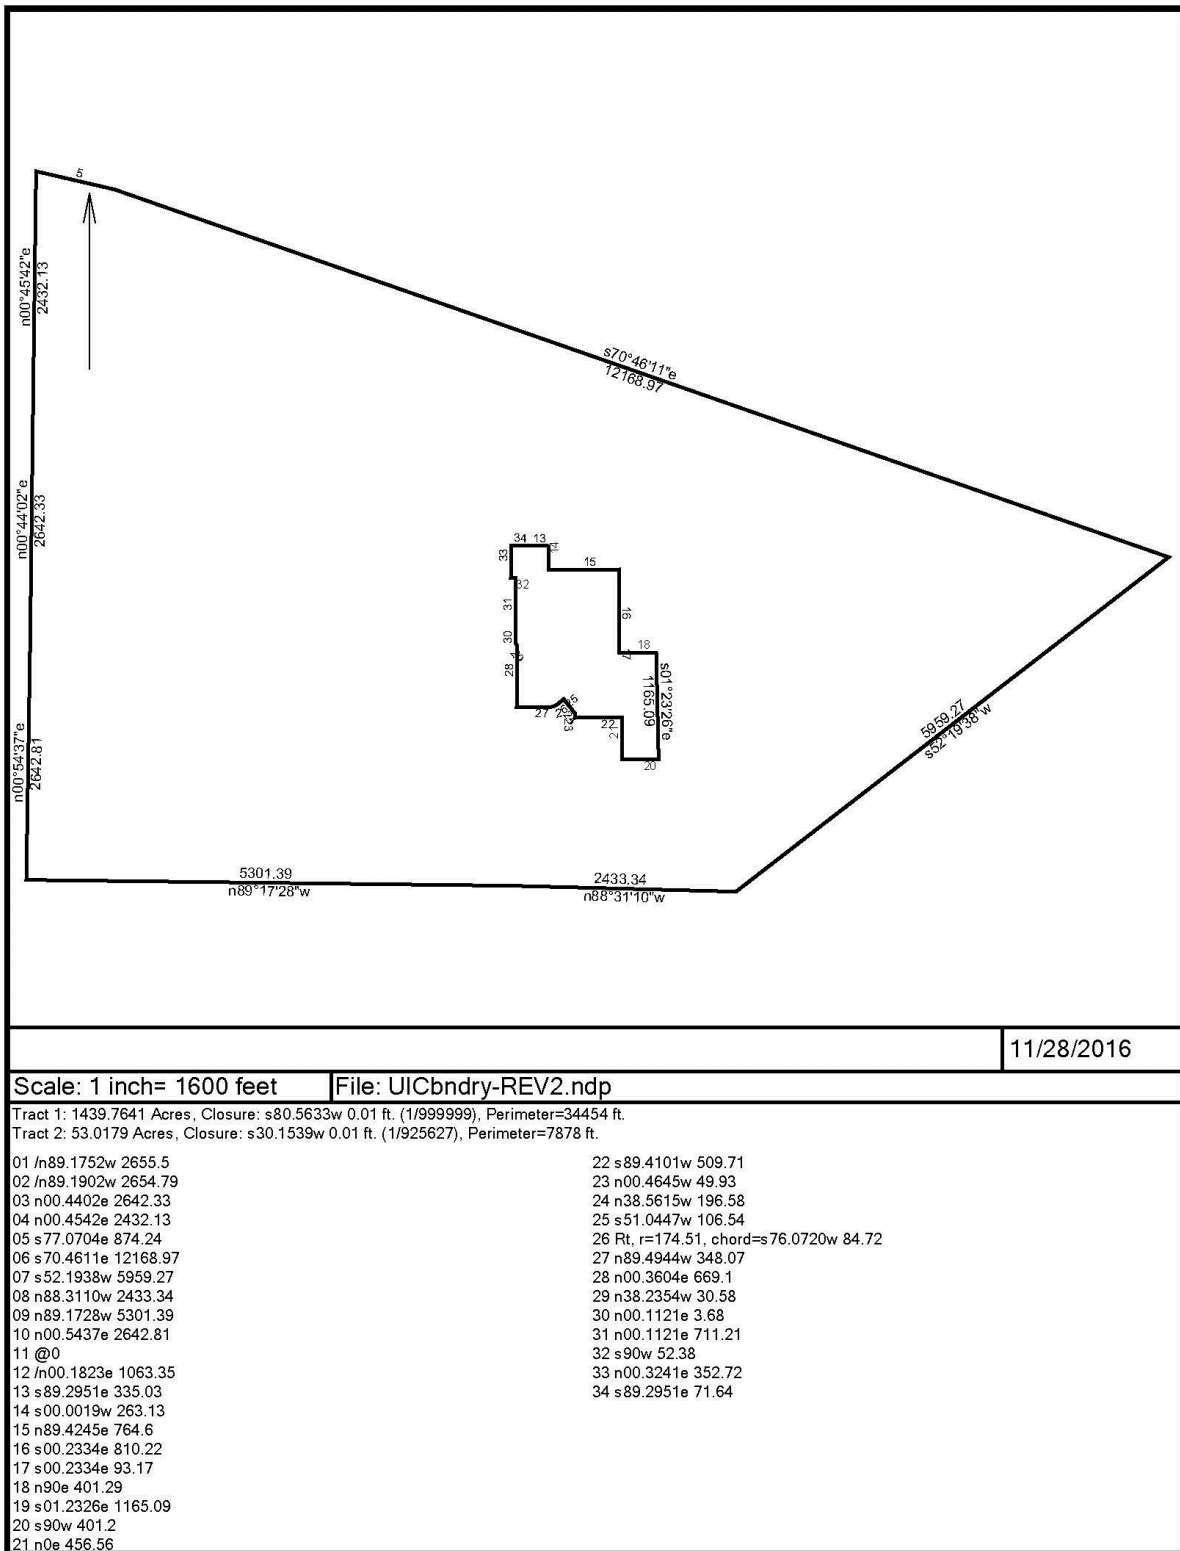 5
n00°45'42"e
2432.13
s70°46'11"e
12168.97
n00°44'02"e
2642.33
34 13
14
33
15
32
31
16
30
18
17
28
s01°23'26"e
1165.09
27
22
23
21
20
5959.27
s52°19'38"w
n00°54'37"e
2642.81
5301.39
n89°17'28"w
2433.34
n88°31'10"w
11/28/2016
Scale: 1 inch= 1600 feet
File: UICbndry-REV2.ndp
Tract 1: 1439.7641 Acres, Closure: s80.5633w 0.01 ft. (1/999999), Perimeter=34454 ft.
Tract 2: 53.0179 Acres, Closure: s30.1539w 0.01 ft. (1/925627), Perimeter=7878 ft.
01 /n89.1752w 2655.5
02 /n89.1902w 2654.79
03 n00.4402e 2642.33
04 n00.4542e 2432.13
05 s77.0704e 874.24
06 s70.4611e 12168.97
07 s52.1938w 5959.27
08 n88.3110w 2433.34
09 n89.1728w 5301.39
10 n00.5437e 2642.81
11 @0
12 /n00.1823e 1063.35
13 s89.2951e 335.03
14 s00.0019w 263.13
15 n89.4245e 764.6
16 s00.2334e 810.22
17 s00.2334e 93.17
18 n90e 401.29
19 s01.2326e 1165.09
20 s90w 401.2
21 n0e 456.56
22 s89.4101w 509.71
23 n00.4645w 49.93
24 n38.5615w 196.58
25 s51.0447w 106.54
26 Rt, r=174.51, chord=s76.0720w 84.72
27 n89.4944w 348.07
28 n00.3604e 669.1
29 n38.2354w 30.58
30 n00.1121e 3.68
31 n00.1121e 711.21
32 s90w 52.38
33 n00.3241e 352.72
34 s89.2951e 71.64